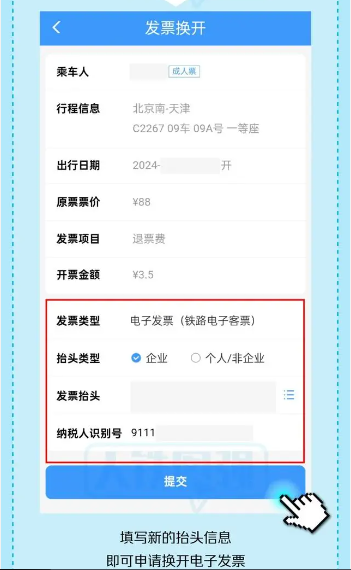 发票换开
乘车人 成人票
行程信息 北京南-天津
C2267 09车 09A号 一等座
出行日期 2024- 开
原票票价 ¥88
发票项目 退票费
开票金额 ¥3.5
发票类型 电子发票（铁路电子客票）
抬头类型 企业 个人/非企业
发票抬头
纳税人识别号 9111
提交
填写新的抬头信息
即可申请换开电子发票